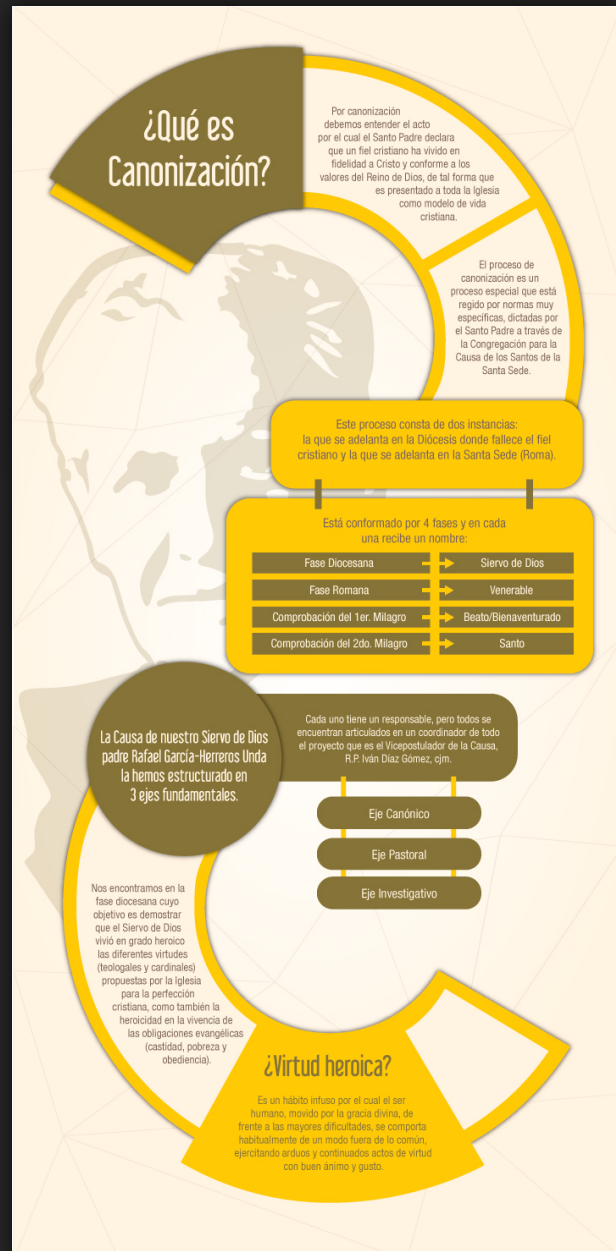 ¿Qué es
Canonización?
Por canonización
debemos entender el acto
por el cual el Santo Padre declara
que un fiel cristiano ha vivido en
fidelidad a Cristo y conforme a los
valores del Reino de Dios, de tal forma que
es presentado a toda la Iglesia
como modelo de vida
cristiana.
El proceso de
canonización es un
proceso especial que está
regido por normas muy
específicas, dictadas por
el Santo Padre a través de
la Congregación para la
Causa de los Santos de la
Santa Sede.
Este proceso consta de dos instancias:
la que se adelanta en la Diócesis donde fallece el fiel
cristiano y la que se adelanta en la Santa Sede (Roma).
Está conformado por 4 fases y en cada
una recibe un nombre:
Fase Diocesana Siervo de Dios
Fase Romana Venerable
Comprobación del 1er. Milagro Beato/Bienaventurado
Comprobación del 2do. Milagro Santo
La Causa de nuestro Siervo de Dios
padre Rafael García-Herreros Unda
la hemos estructurado en
3 ejes fundamentales.
Cada uno tiene un responsable, pero todos se
encuentran articulados en un coordinador de todo
el proyecto que es el Vicepostulador de la Causa,
R.P. Iván Díaz Gómez, cjm.
Eje Canónico
Eje Pastoral
Eje Investigativo
Nos encontramos en la
fase diocesana cuyo
objetivo es demostrar
que el Siervo de Dios
vivió en grado heroico
las diferentes virtudes
(teologales y cardinales)
propuestas por la Iglesia
para la perfección
cristiana, como también la
heroicidad en la vivencia de
las obligaciones evangélicas
(castidad, pobreza y
obediencia).
¿Virtud heroica?
Es un hábito infuso por el cual el ser
humano, movido por la gracia divina, de
frente a las mayores dificultades, se comporta
habitualmente de un modo fuera de lo común,
ejercitando arduos y continuados actos de virtud
con buen ánimo y gusto.